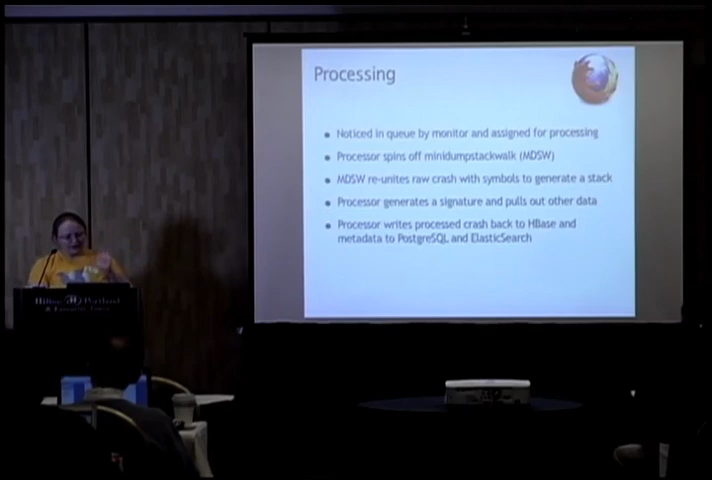 Processing
Noticed in queue by monitor and assigned for processing
Processor spins off minidumpstackwalk (MDSW)
MDSW re-unites raw crash with symbols to generate a stack
Processor generates a signature and pulls out other data
Processor writes processed crash back to HBase and
metadata to PostgreSQL and ElasticSearch
Hilton Portland
& Executive Tower